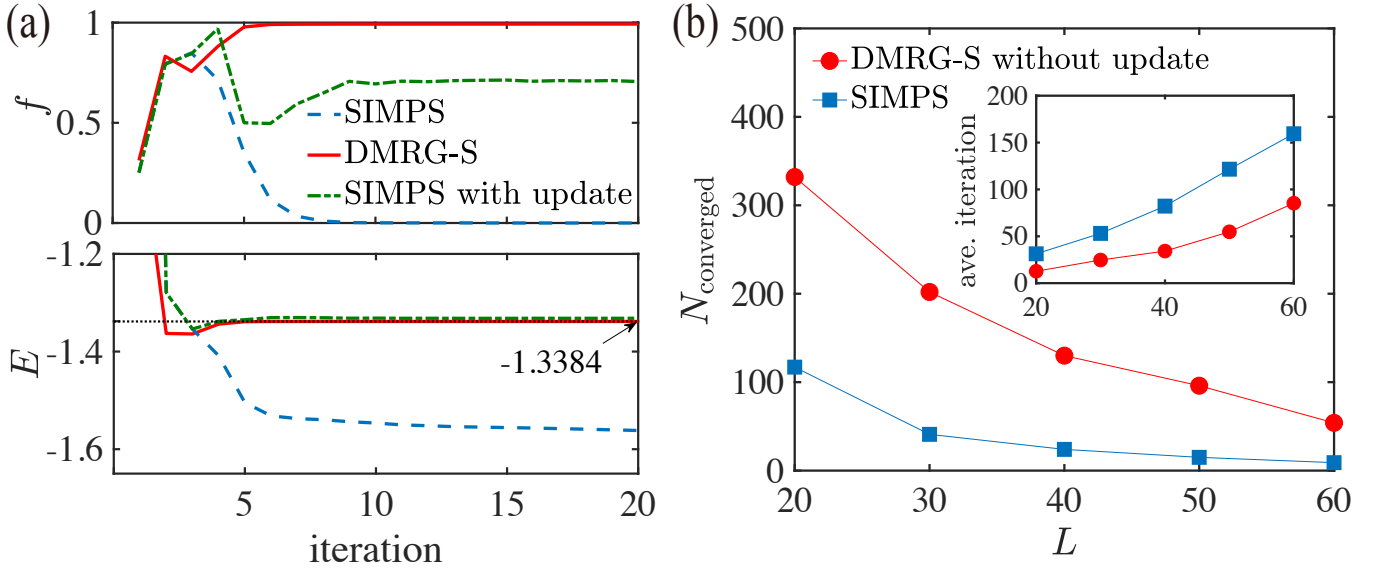 (a)
1
0.5
0
f
SIMPS
DMRG-S
SIMPS with update
-1.2
-1.4
-1.6
E
-1.3384
5
10
15
20
iteration
(b)
500
400
300
200
100
0
N_converged
DMRG-S without update
SIMPS
200
150
100
50
0
ave. iteration
20
40
60
20
30
40
50
60
L